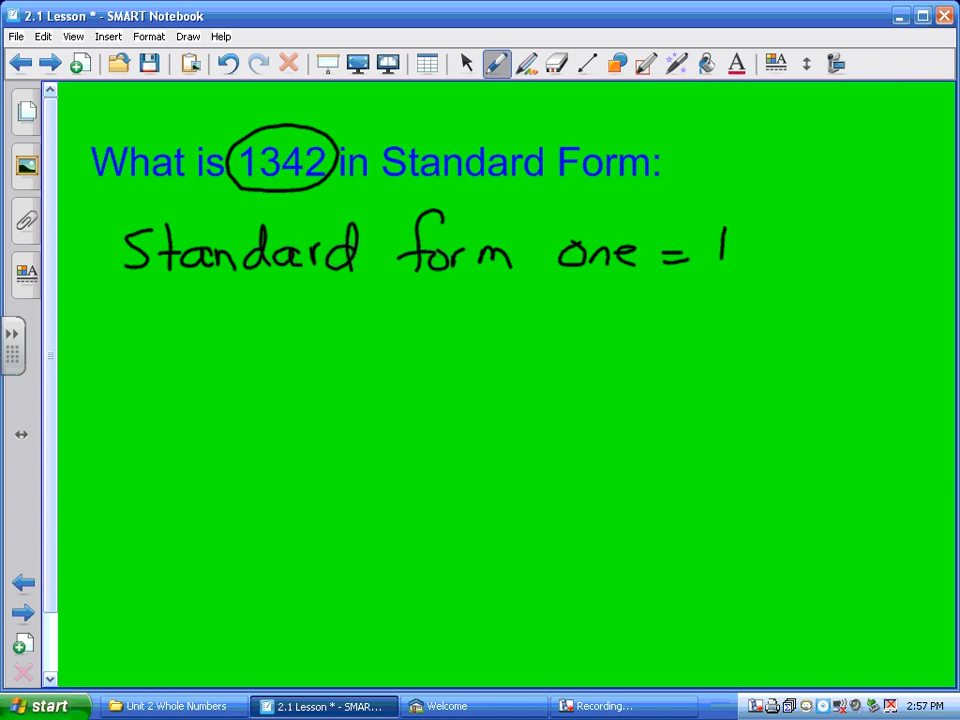 2.1 Lesson * - SMART Notebook
File Edit View Insert Format Draw Help
What is 1342 in Standard Form:
Standard form one = 1
start Unit 2 Whole Numbers 2.1 Lesson * - SMAR... Welcome Recording... 2:57 PM